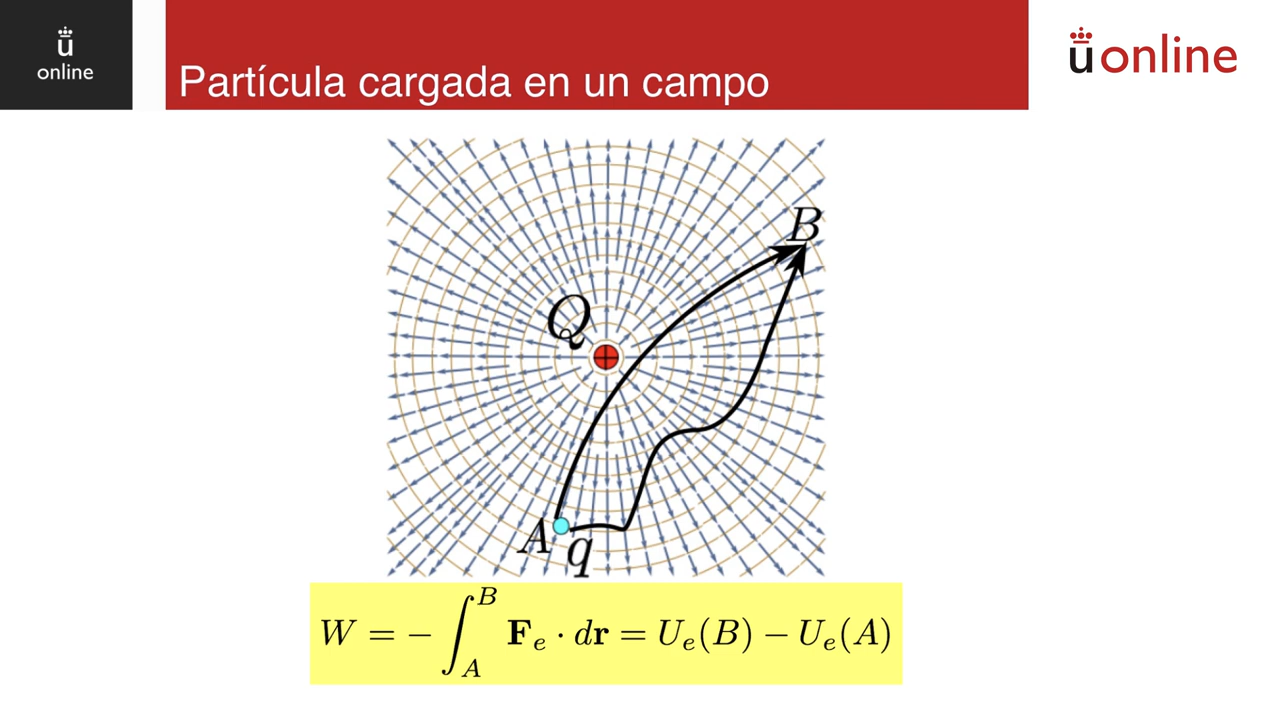 ü
online
Partícula cargada en un campo
üonline
B
Q
A
q
W = − ∫_A^B F_e · dr = U_e(B) − U_e(A)